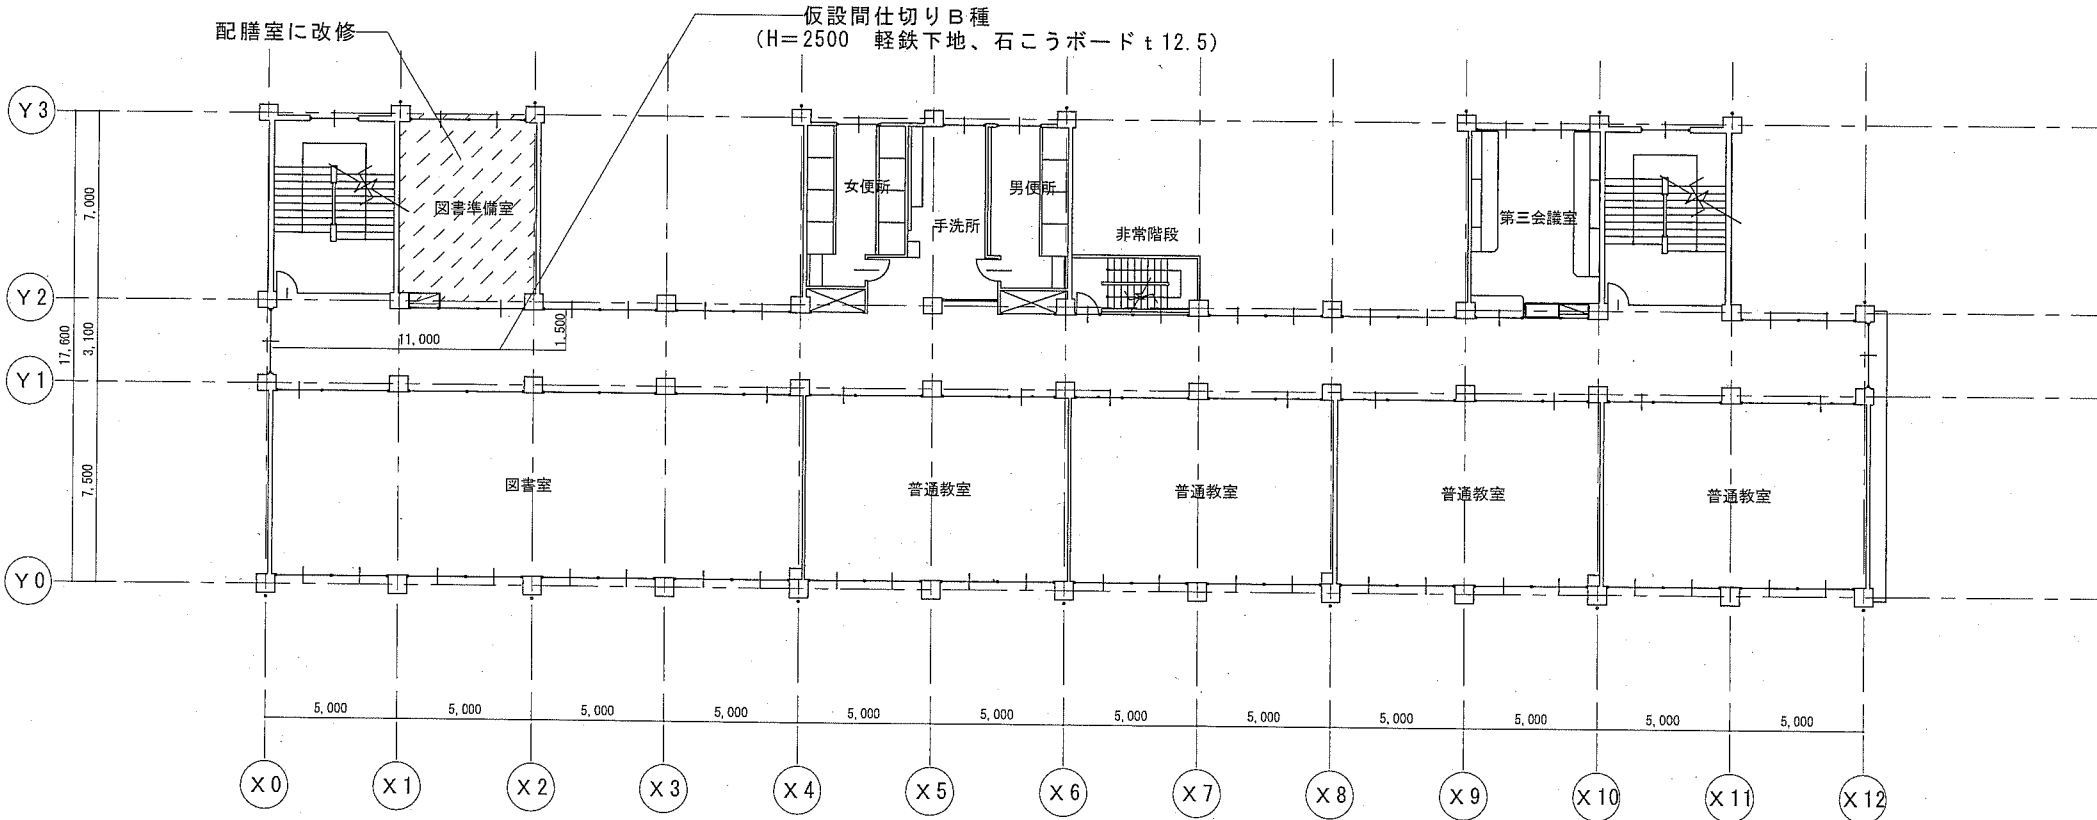 仮設間仕切りB種
配膳室に改修
(H=2500 軽鉄下地、石こうボードt12.5)
Y3
7,000
女便所
男便所
図書準備室
手洗所
第三会議室
非常階段
Y2
17,600
3,100
11,000
1,500
Y1
7,500
図書室
普通教室
普通教室
普通教室
普通教室
Y0
5,000 5,000 5,000 5,000 5,000 5,000 5,000 5,000 5,000 5,000 5,000 5,000
X0 X1 X2 X3 X4 X5 X6 X7 X8 X9 X10 X11 X12